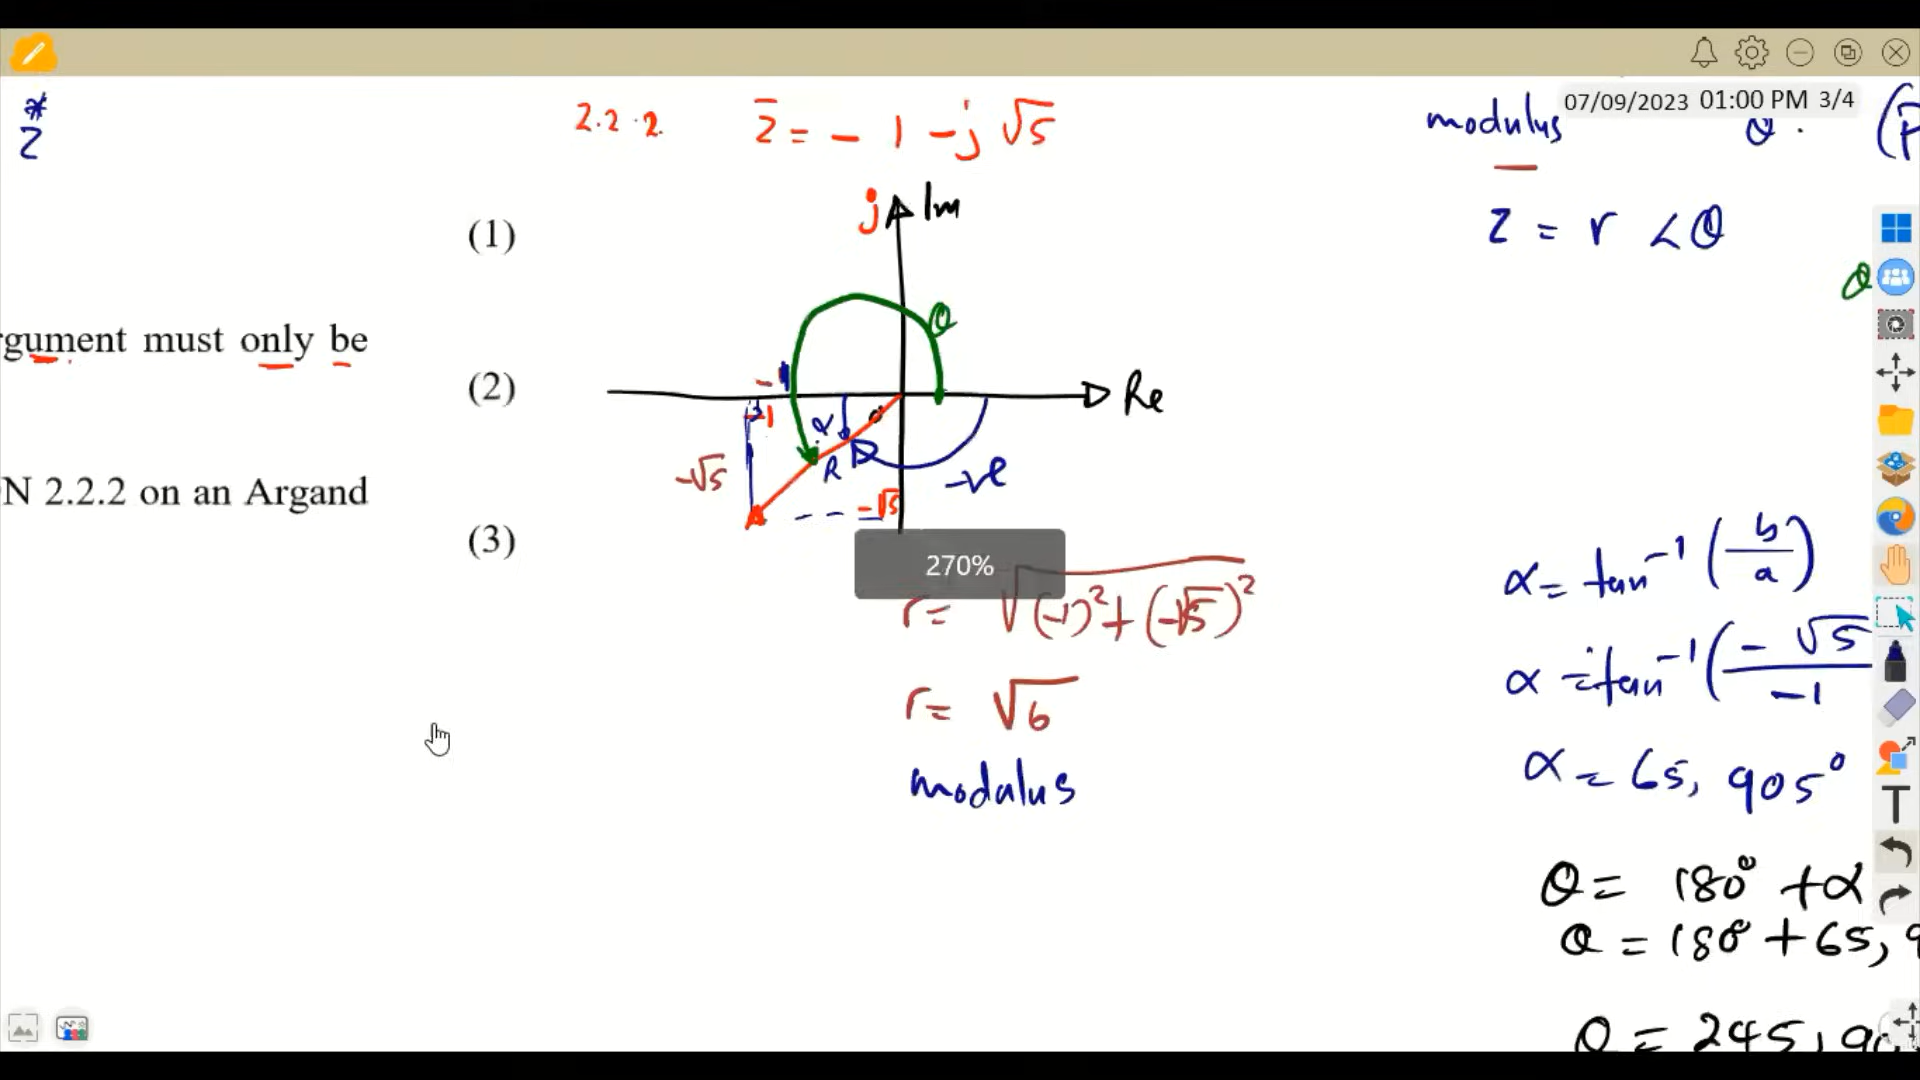 07/09/2023 01:00 PM 3/4
*
z
2.2.2. z̄ = -1 -j√5
modulus θ.
j Im
z = r <θ
(1)
θ
θ
rgument must only be
(2)
-1
-1
Re
α
-√5
R
-ve
N 2.2.2 on an Argand
-√5
(3)
270%
α = tan⁻¹(b/a)
r = √(-1)²+(-√5)²
α = tan⁻¹(-√5/-1
r = √6
modulus
α = 65,905°
θ = 180° +α
θ = 180° +65,9
θ = 245,90
T